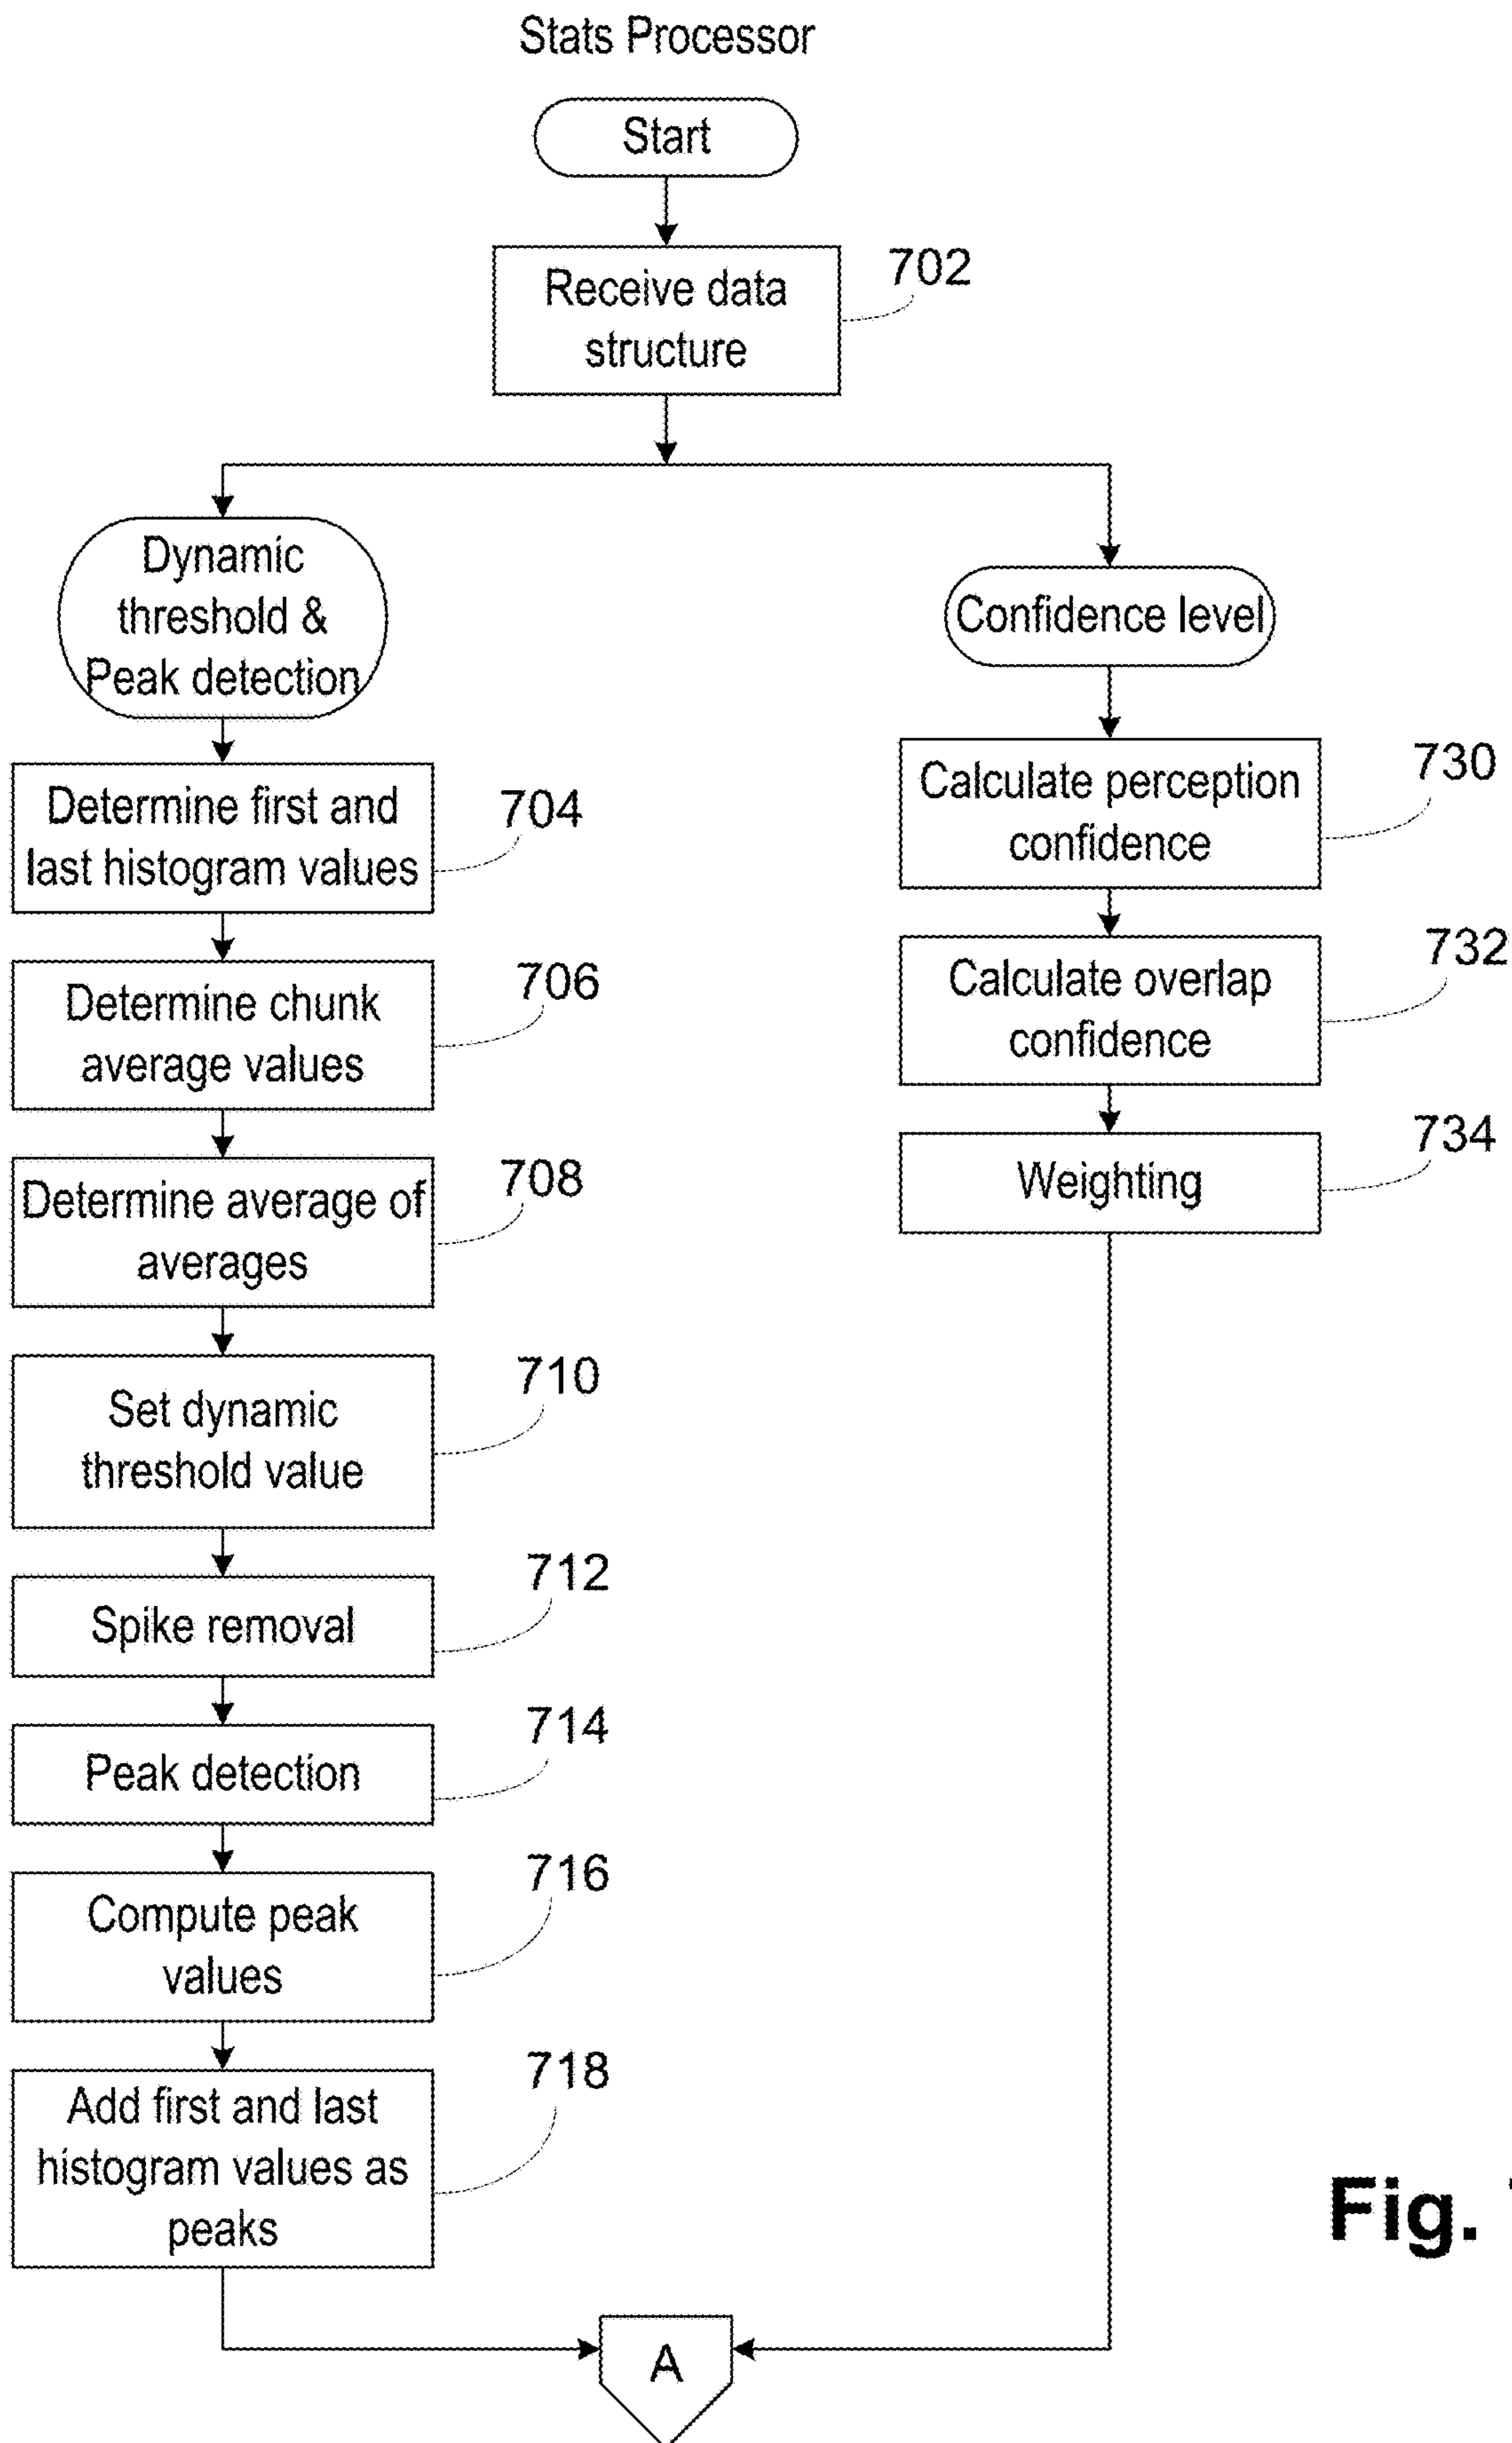 Stats Processor
Start
Receive data
structure
702
Dynamic
threshold &
Peak detection
Confidence level
Determine first and
last histogram values
704
Calculate perception
confidence
730
Determine chunk
average values
706
Calculate overlap
confidence
732
Determine average of
averages
708
Weighting
734
Set dynamic
threshold value
710
Spike removal
712
Peak detection
714
Compute peak
values
716
Add first and last
histogram values as
peaks
718
Fig.
A